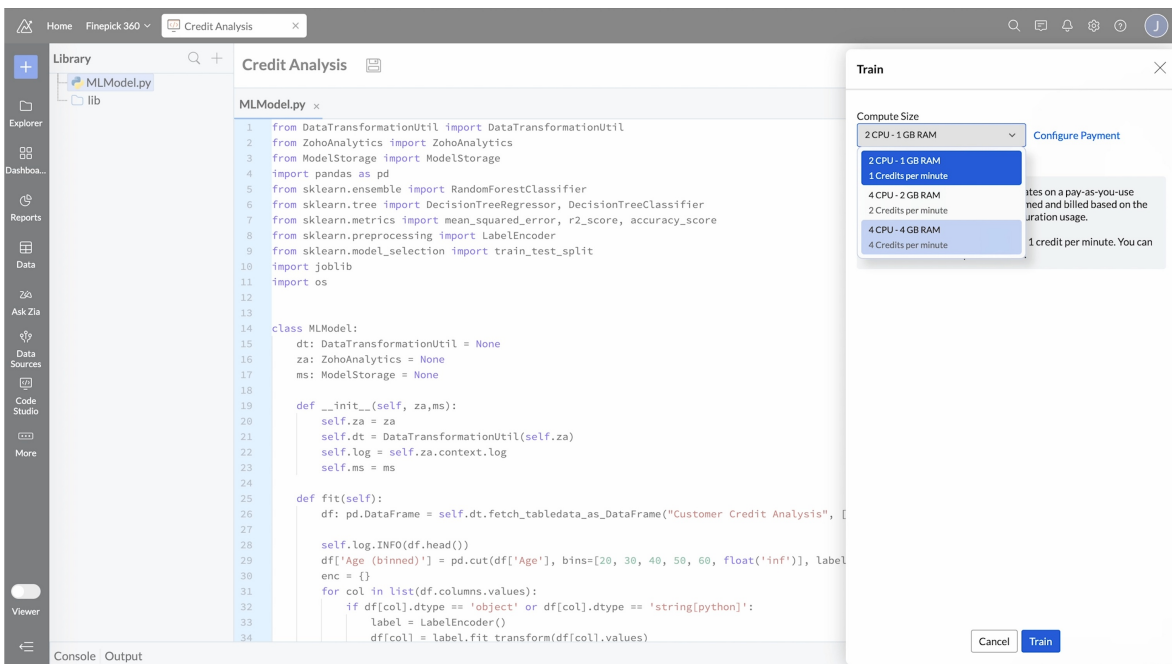 Home Finepick 360 Credit Analysis ×
J
Library
MLModel.py
lib
Explorer
Dashboa...
Reports
Data
Ask Zia
Data
Sources
Code
Studio
More
Viewer
Credit Analysis
MLModel.py ×
1 from DataTransformationUtil import DataTransformationUtil
2 from ZohoAnalytics import ZohoAnalytics
3 from ModelStorage import ModelStorage
4 import pandas as pd
5 from sklearn.ensemble import RandomForestClassifier
6 from sklearn.tree import DecisionTreeRegressor, DecisionTreeClassifier
7 from sklearn.metrics import mean_squared_error, r2_score, accuracy_score
8 from sklearn.preprocessing import LabelEncoder
9 from sklearn.model_selection import train_test_split
10 import joblib
11 import os
12
13
14 class MLModel:
15 dt: DataTransformationUtil = None
16 za: ZohoAnalytics = None
17 ms: ModelStorage = None
18
19 def __init__(self, za,ms):
20 self.za = za
21 self.dt = DataTransformationUtil(self.za)
22 self.log = self.za.context.log
23 self.ms = ms
24
25 def fit(self):
26 df: pd.DataFrame = self.dt.fetch_tabledata_as_DataFrame("Customer Credit Analysis", [
27
28 self.log.INFO(df.head())
29 df['Age (binned)'] = pd.cut(df['Age'], bins=[20, 30, 40, 50, 60, float('inf')], label
30 enc = {}
31 for col in list(df.columns.values):
32 if df[col].dtype == 'object' or df[col].dtype == 'string[python]':
33 label = LabelEncoder()
34 df[col] = label.fit_transform(df[col].values)
Console Output
Train
Compute Size
2 CPU - 1 GB RAM Configure Payment
2 CPU - 1 GB RAM
1 Credits per minute
4 CPU - 2 GB RAM
2 Credits per minute
4 CPU - 4 GB RAM
4 Credits per minute
on a pay-as-you-use
and billed based on the
usage.
1 credit per minute. You can
Cancel Train